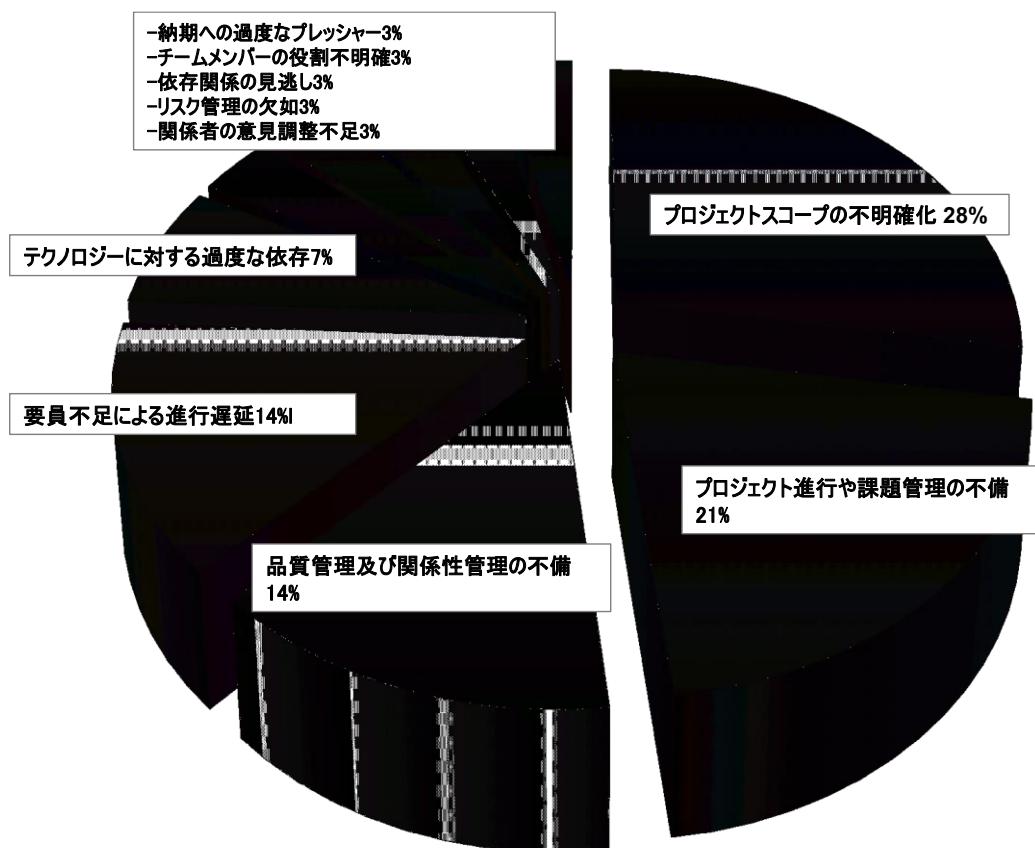 -納期への過度なプレッシャー3%
-チームメンバーの役割不明確3%
-依存関係の見逃し3%
-リスク管理の欠如3%
-関係者の意見調整不足3%
プロジェクトスコープの不明確化 28%
テクノロジーに対する過度な依存7%
要員不足による進行遅延14%l
プロジェクト進行や課題管理の不備
21%
品質管理及び関係性管理の不備
14%